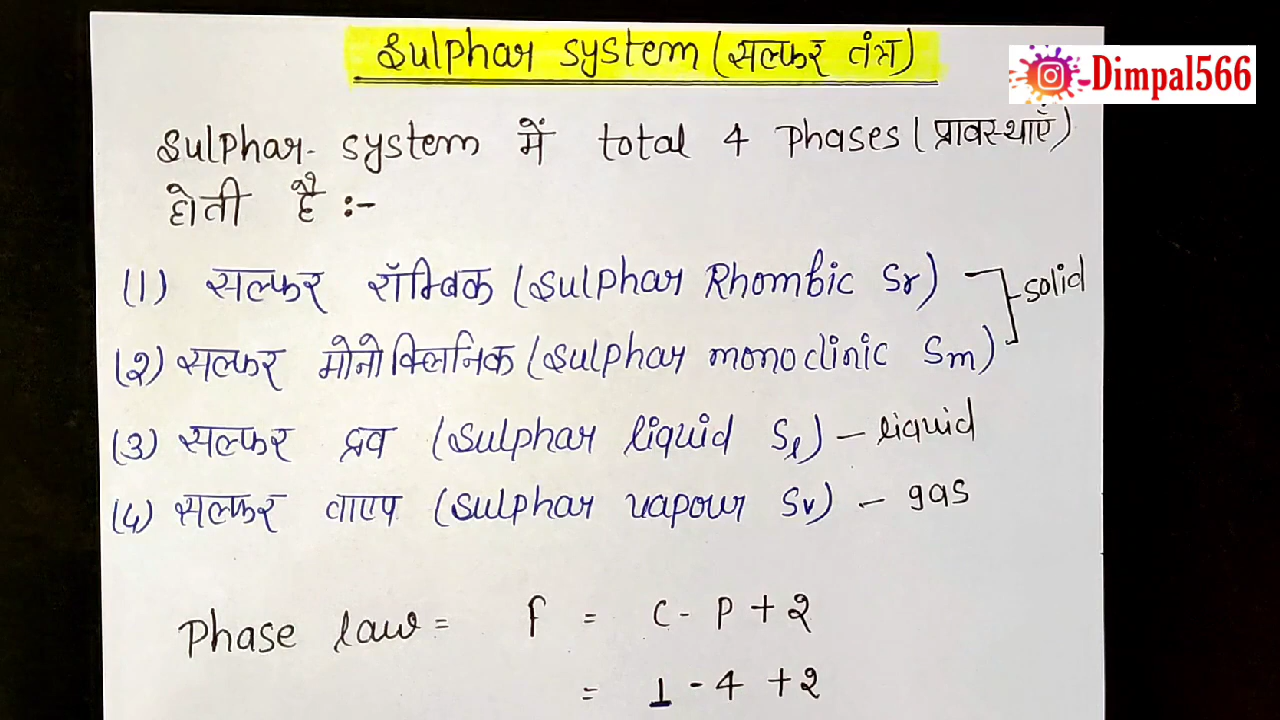 Sulphar system (सल्फर तंत्र)
-Dimpal566
Sulphar system में total 4 Phases (प्रावस्थाएँ)
होती है :-
(1) सल्फर रॉम्बिक (Sulphar Rhombic Sr) solid
(2) सल्फर मोनोक्लिनिक (Sulphar monoclinic Sm)
(3) सल्फर द्रव (Sulphar liquid Sl) - liquid
(4) सल्फर वाष्प (Sulphar vapour Sv) - gas
Phase law = F = C - P + 2
= 1 - 4 + 2